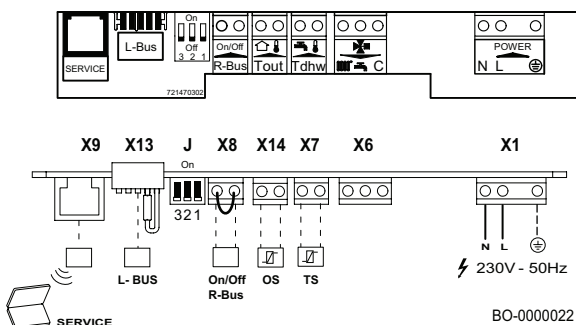 On
L-Bus
Off
SERVICE
3 2 1
On/Off
R-Bus
Tout
Tdhw
C
POWER
N L
721470302
X9 X13 J X8 X14 X7 X6 X1
On
321
N L
L- BUS
On/Off
R-Bus
OS
TS
230V - 50Hz
SERVICE
BO-0000022